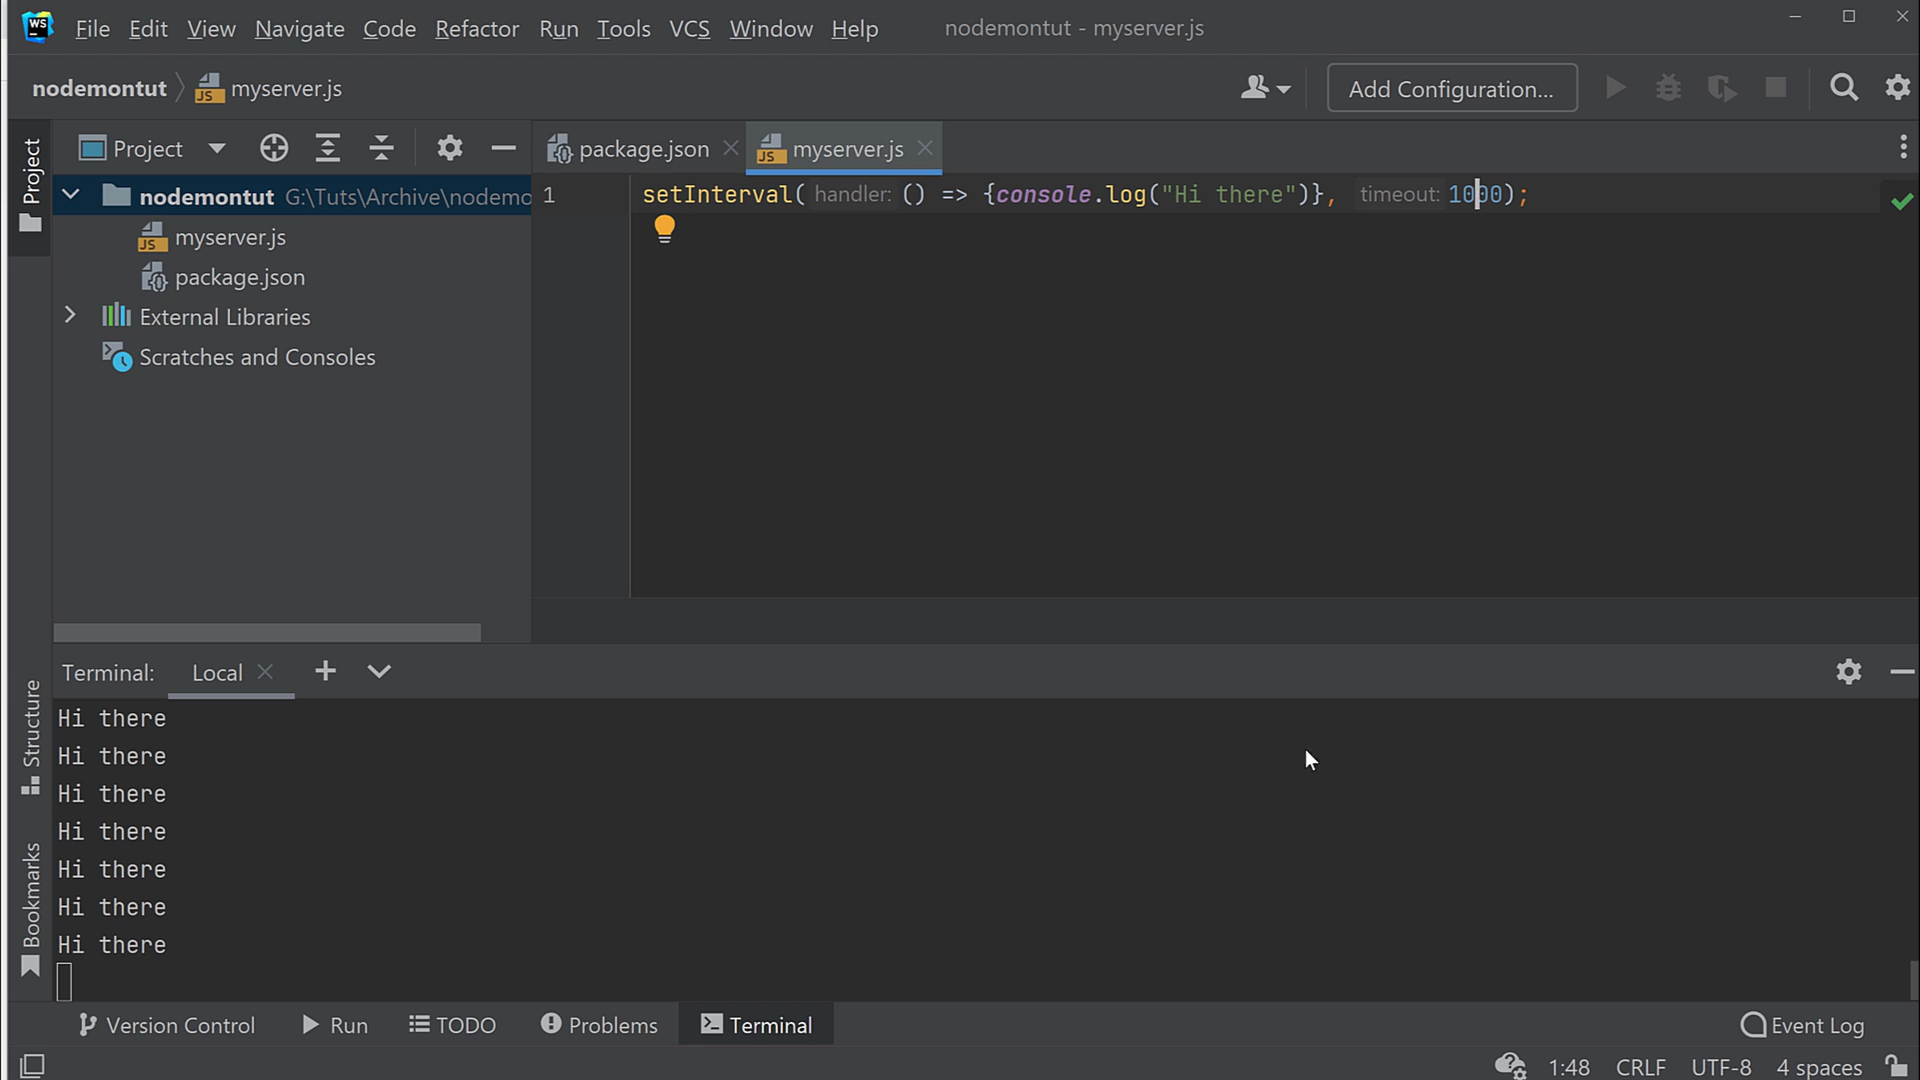 WS
File Edit View Navigate Code Refactor Run Tools VCS Window Help nodemontut - myserver.js
nodemontut JS myserver.js Add Configuration...
Project
Project
package.json JS myserver.js
nodemontut G:\Tuts\Archive\nodemo
1 setInterval( handler: () => {console.log("Hi there")}, timeout: 1000);
JS myserver.js
package.json
External Libraries
Scratches and Consoles
Terminal: Local
Structure
Bookmarks
Hi there
Hi there
Hi there
Hi there
Hi there
Hi there
Hi there
Version Control Run TODO Problems Terminal Event Log
1:48 CRLF UTF-8 4 spaces